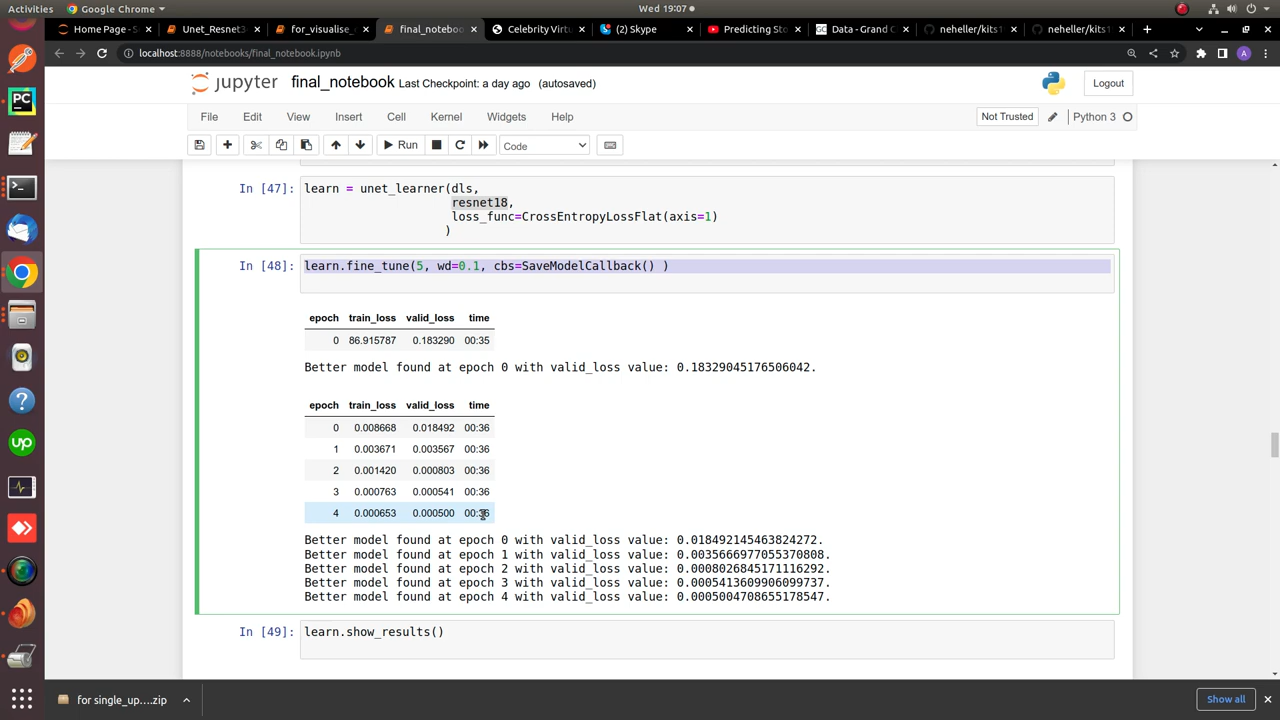 Activities
Google Chrome
Wed 19:07
Home Page - S
Unet_Resnet3
for_visualise_
final_noteboo
Celebrity Virtu
(2) Skype
Predicting Sto
Data - Grand C
neheller/kits1
neheller/kits1
localhost:8888/notebooks/final_notebook.ipynb
A
jupyter final_notebook Last Checkpoint: a day ago (autosaved)
Logout
File Edit View Insert Cell Kernel Widgets Help
Not Trusted
Python 3
Run
Code
In [47]: learn = unet_learner(dls,
resnet18,
loss_func=CrossEntropyLossFlat(axis=1)
)
In [48]: learn.fine_tune(5, wd=0.1, cbs=SaveModelCallback() )
epoch train_loss valid_loss time
0 86.915787 0.183290 00:35
Better model found at epoch 0 with valid_loss value: 0.18329045176506042.
epoch train_loss valid_loss time
0 0.008668 0.018492 00:36
1 0.003671 0.003567 00:36
2 0.001420 0.000803 00:36
3 0.000763 0.000541 00:36
4 0.000653 0.000500 00:36
Better model found at epoch 0 with valid_loss value: 0.018492145463824272.
Better model found at epoch 1 with valid_loss value: 0.0035666977055370808.
Better model found at epoch 2 with valid_loss value: 0.0008026845171116292.
Better model found at epoch 3 with valid_loss value: 0.0005413609906099737.
Better model found at epoch 4 with valid_loss value: 0.0005004708655178547.
In [49]: learn.show_results()
for single_up....zip
Show all
PC
up